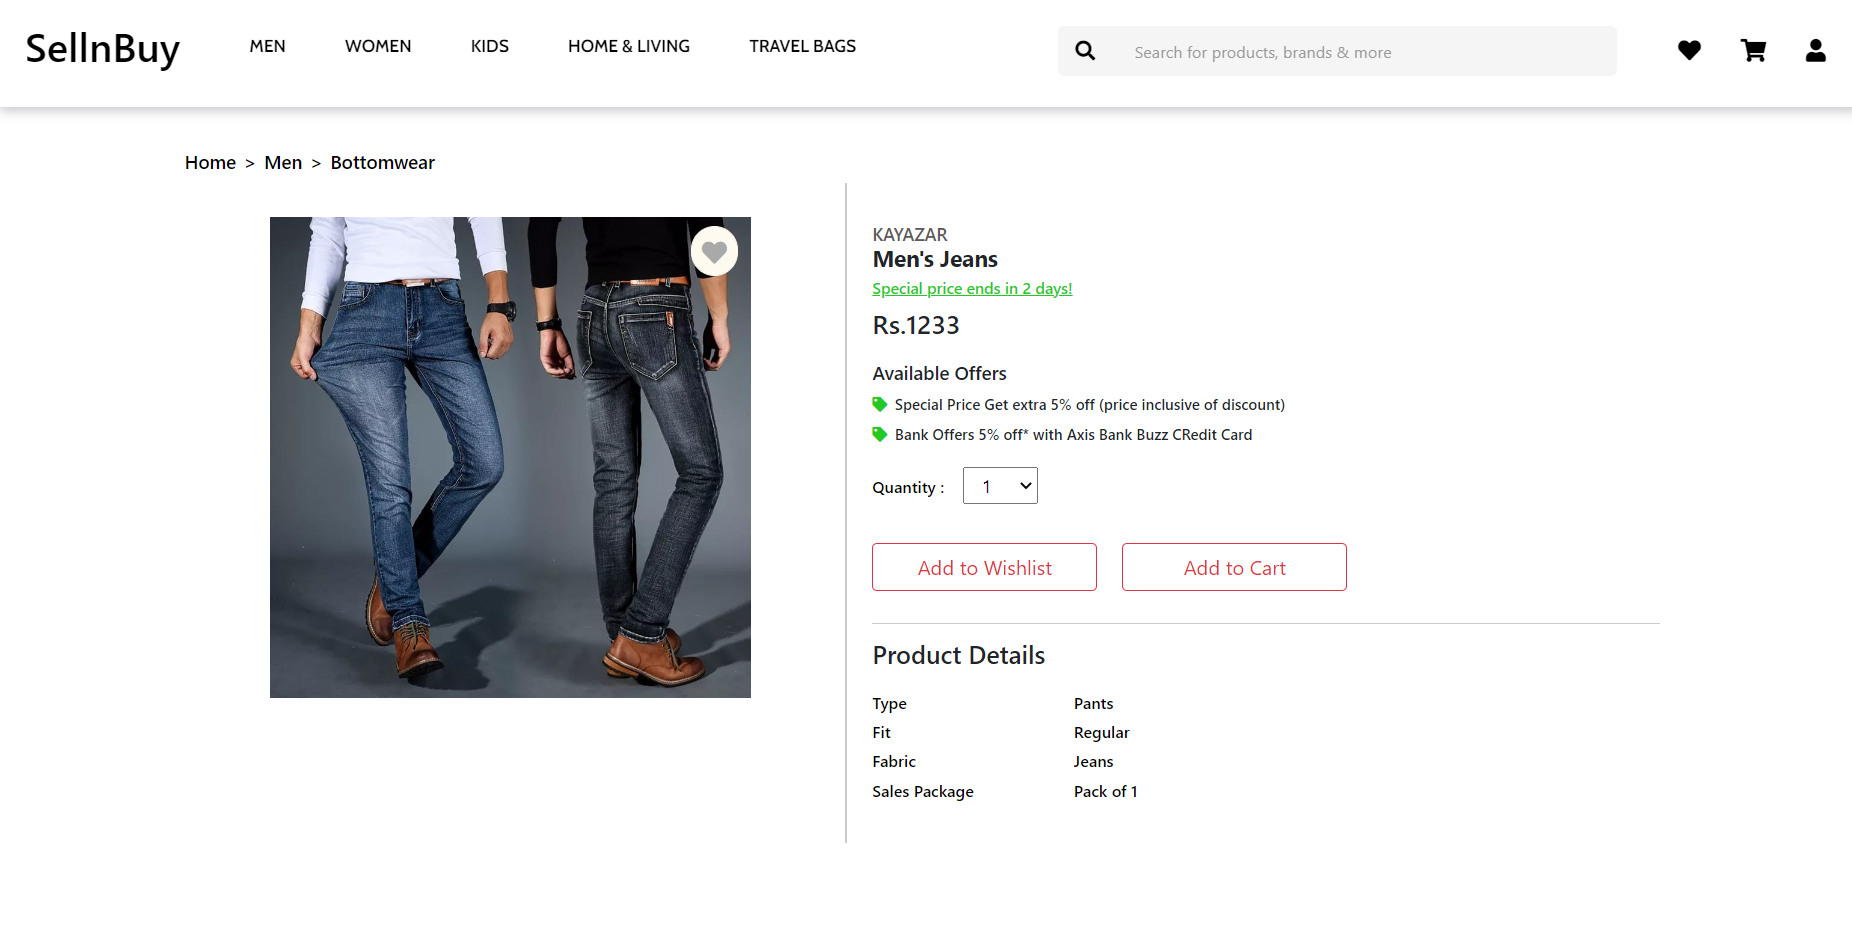 SellnBuy
MEN WOMEN KIDS HOME & LIVING TRAVEL BAGS
Search for products, brands & more
Home > Men > Bottomwear
KAYAZAR
Men's Jeans
Special price ends in 2 days!
Rs.1233
Available Offers
Special Price Get extra 5% off (price inclusive of discount)
Bank Offers 5% off* with Axis Bank Buzz CRedit Card
Quantity : 1
Add to Wishlist Add to Cart
Product Details
Type Pants
Fit Regular
Fabric Jeans
Sales Package Pack of 1